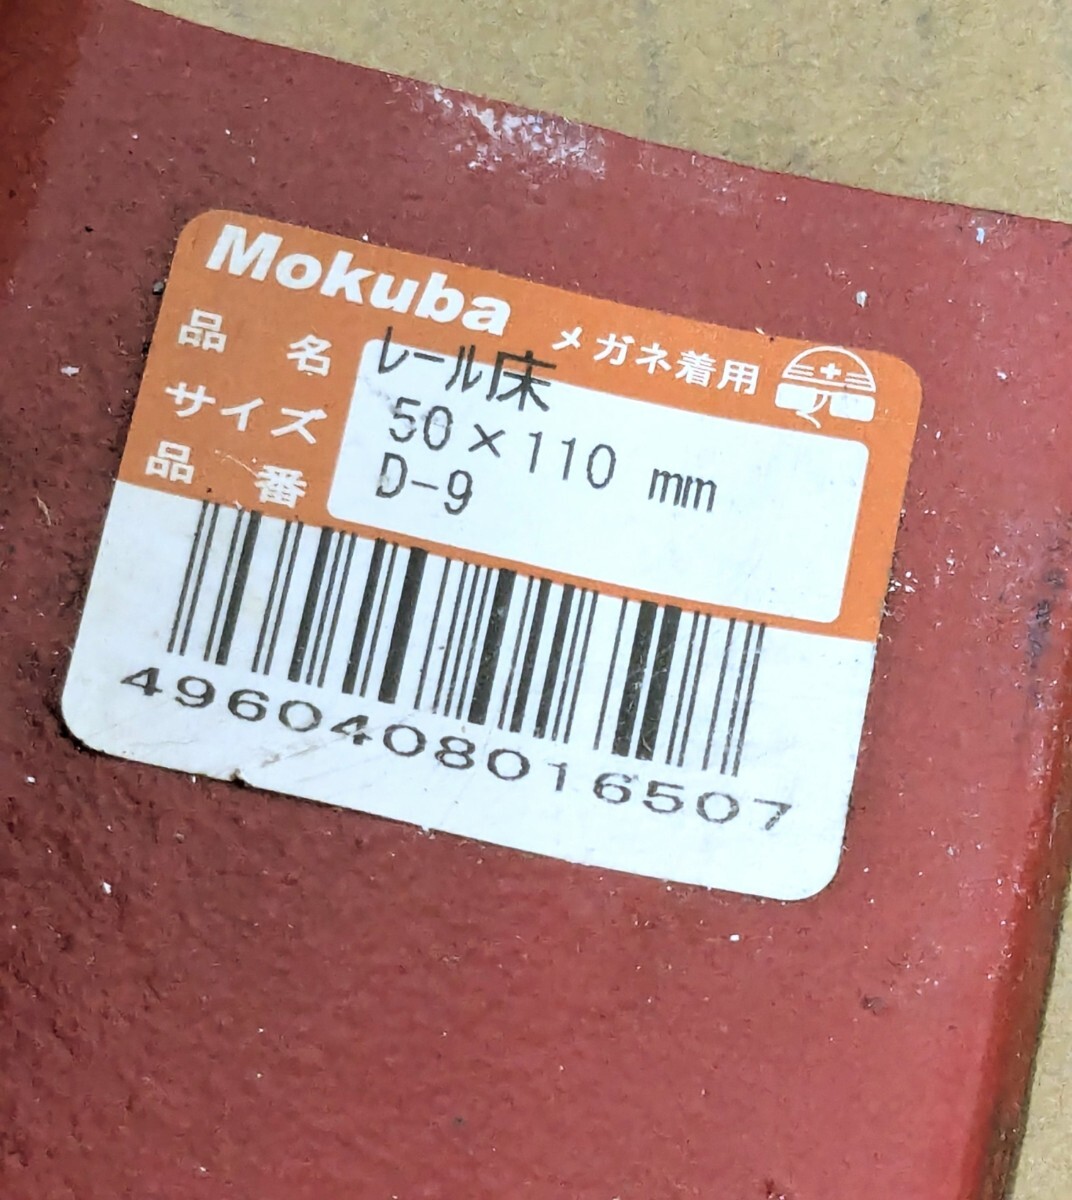 Mokuba
メガネ着用
品名 レール床
サイズ 50×110 mm
品番 D-9
4960408016507